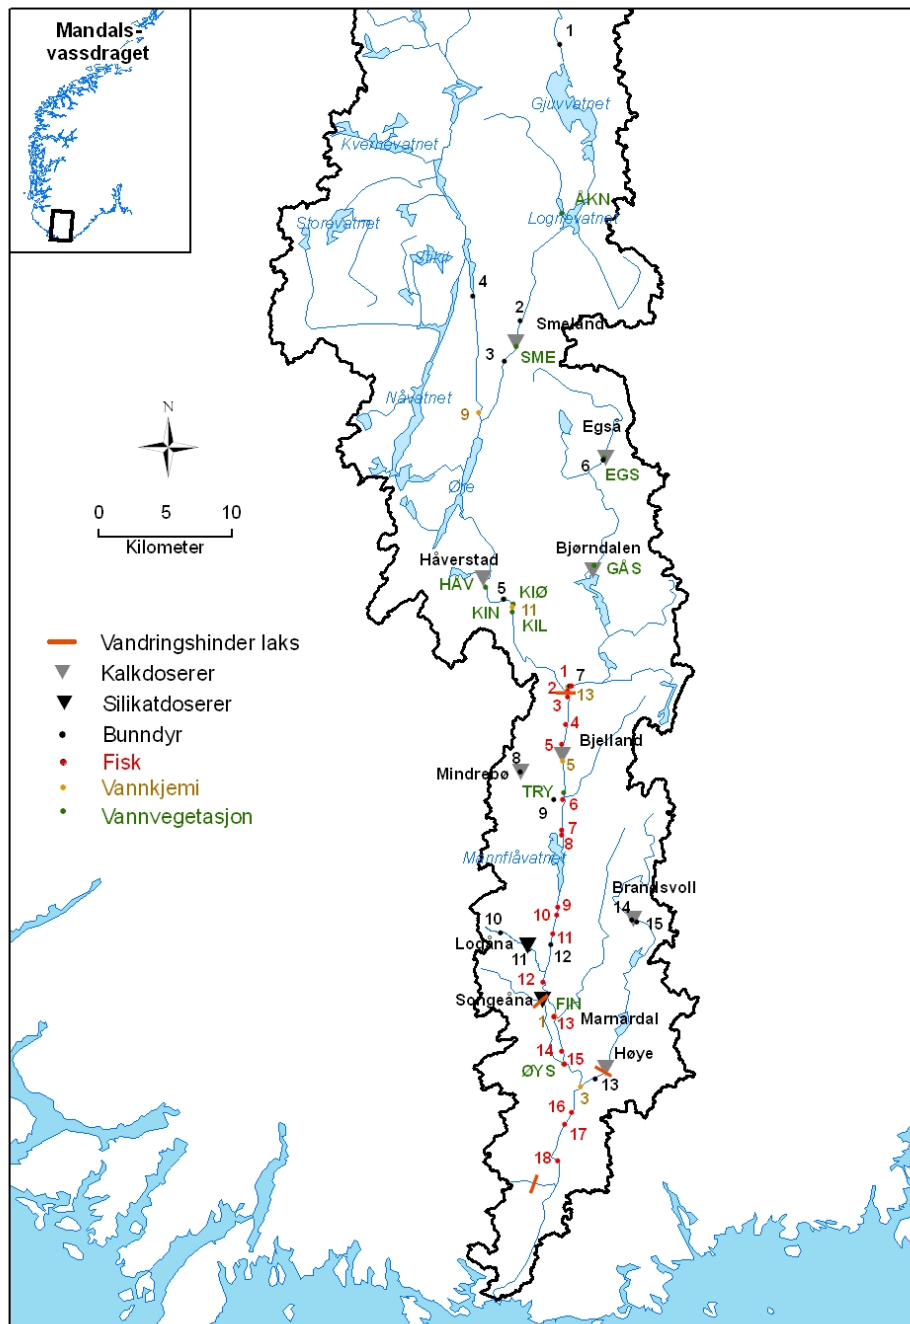 Mandals-
vassdraget
1
Gjuvvatnet
Kvernevatnet
ÅKN
Storevatnet
Lognevatnet
4
2
Smeland
3
SME
Nåvatnet
9
N
Egså
6
EGS
Øre
0 5 10
Kilometer
Bjørndalen
Håverstad
GÅS
HÅV
5
KIØ
KIN
11
KIL
Vandringshinder laks
Kalkdoserer
Silikatdoserer
Bunndyr
Fisk
Vannkjemi
Vannvegetasjon
1
7
2
13
3
4
5
Bjelland
8
5
Mindrebø
TRY
9
6
7
8
Mannflåvatnet
Brandsvoll
9
14
15
10
10
11
Logåna
11
12
12
Songeåna
FIN
1
13
Marnardal
14
15
Høye
ØYS
13
3
16
17
18